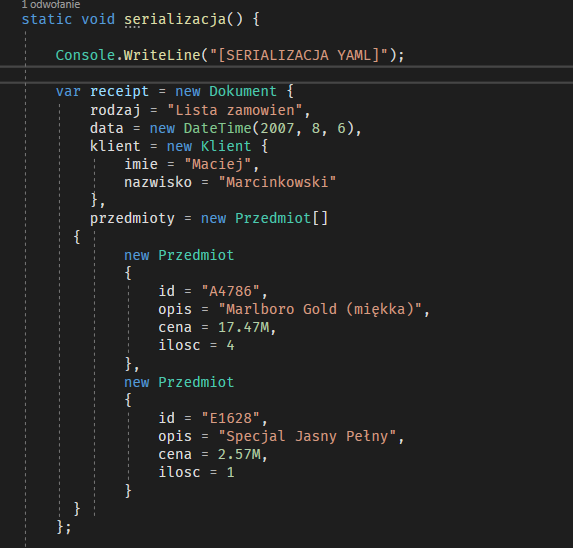 1 odwołanie
static void serializacja() {
Console.WriteLine("[SERIALIZACJA YAML]");
var receipt = new Dokument {
rodzaj = "Lista zamowien",
data = new DateTime(2007, 8, 6),
klient = new Klient {
imie = "Maciej",
nazwisko = "Marcinkowski"
},
przedmioty = new Przedmiot[]
{
new Przedmiot
{
id = "A4786",
opis = "Marlboro Gold (miękka)",
cena = 17.47M,
ilosc = 4
},
new Przedmiot
{
id = "E1628",
opis = "Specjal Jasny Pełny",
cena = 2.57M,
ilosc = 1
}
}
};